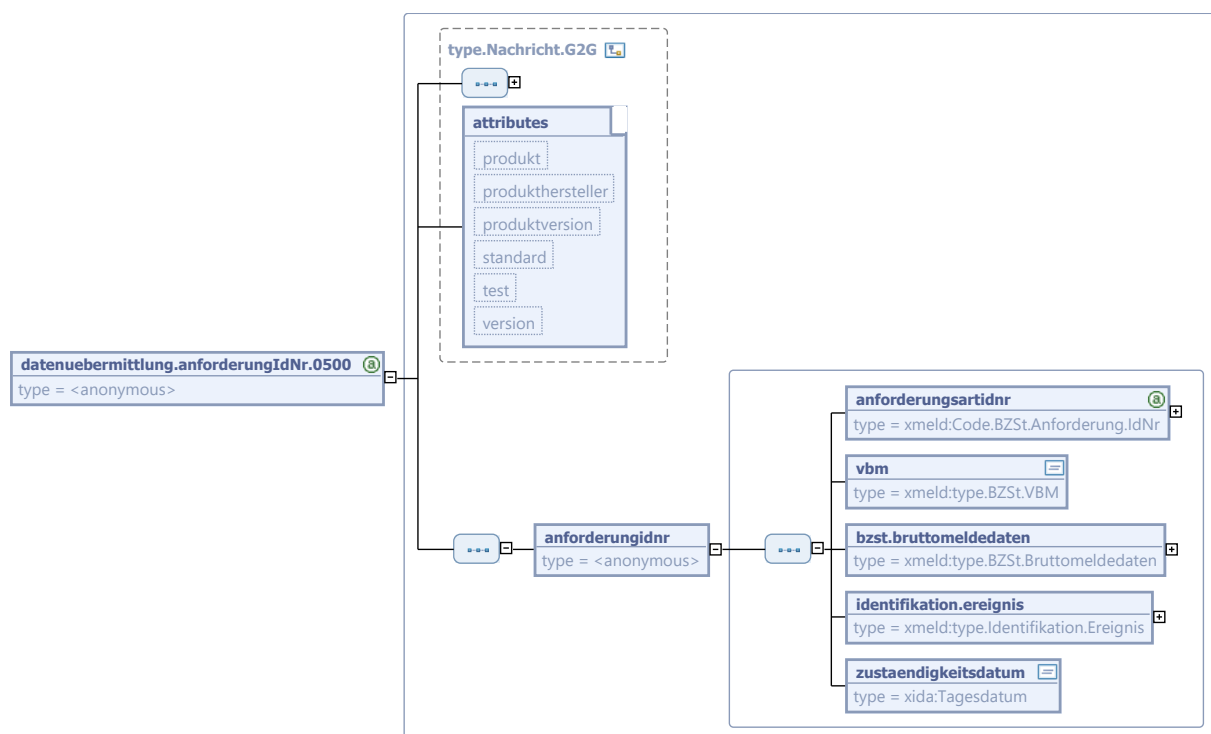 type.Nachricht.G2G
attributes
produkt
produkthersteller
produktversion
standard
test
version
datenuebermittlung.anforderungIdNr.0500
type = <anonymous>
anforderungidnr
type = <anonymous>
anforderungsartidnr
type = xmeld:Code.BZSt.Anforderung.IdNr
vbm
type = xmeld:type.BZSt.VBM
bzst.bruttomeldedaten
type = xmeld:type.BZSt.Bruttomeldedaten
identifikation.ereignis
type = xmeld:type.Identifikation.Ereignis
zustaendigkeitsdatum
type = xida:Tagesdatum